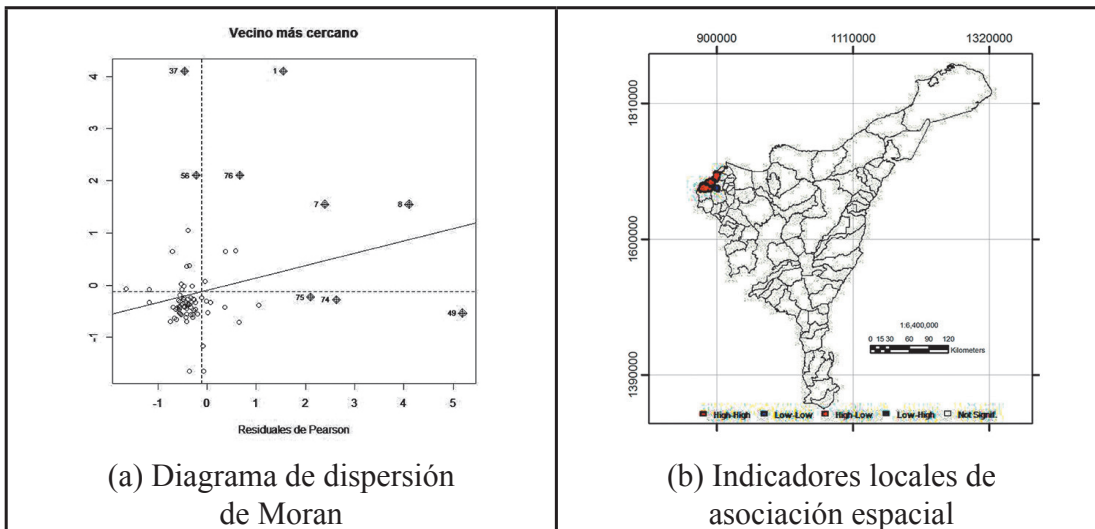 Vecino más cercano
37
1
56
76
7
8
75
74
49
4
3
2
1
0
-1
-1 0 1 2 3 4 5
Residuales de Pearson
(a) Diagrama de dispersión
de Moran
900000 1110000 1320000
1810000
1600000
1390000
1:6,400,000
0 15 30 60 90 120
Kilometers
High-High Low-Low High-Low Low-High Not Signif.
900000 1110000 1320000
(b) Indicadores locales de
asociación espacial